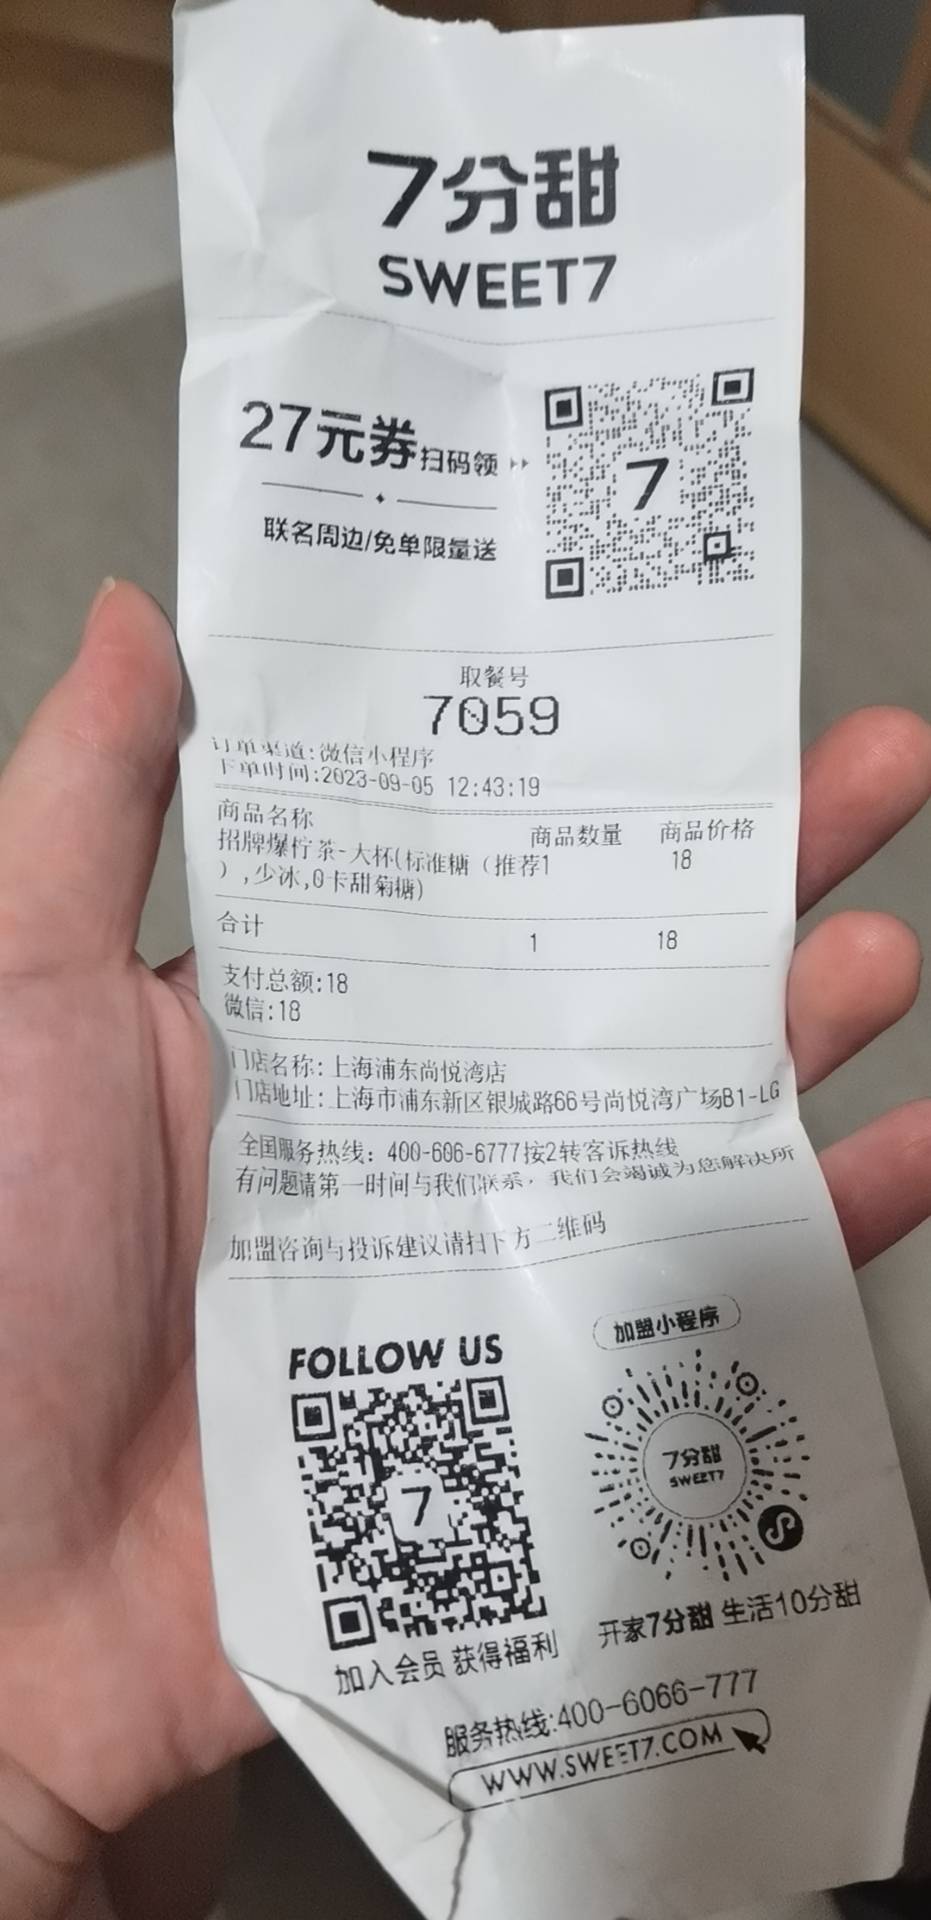 7分甜
SWEET7
27元券扫码领
联名周边/免单限量送
7
取餐号
7059
订单渠道:微信小程序
下单时间:2023-09-05 12:43:19
商品名称 商品数量 商品价格
招牌爆柠茶-大杯(标准糖（推荐1 18
）,少冰,0卡甜菊糖)
合计 1 18
支付总额:18
微信:18
门店名称:上海浦东尚悦湾店
门店地址:上海市浦东新区银城路66号尚悦湾广场B1-LG
全国服务热线：400-606-6777按2转客诉热线
有问题请第一时间与我们联系，我们会竭诚为您解决所
加盟咨询与投诉建议请扫下方二维码
FOLLOW US
7
加入会员 获得福利
加盟小程序
7分甜
SWEET7
开家7分甜 生活10分甜
服务热线:400-6066-777
WWW.SWEET7.COM